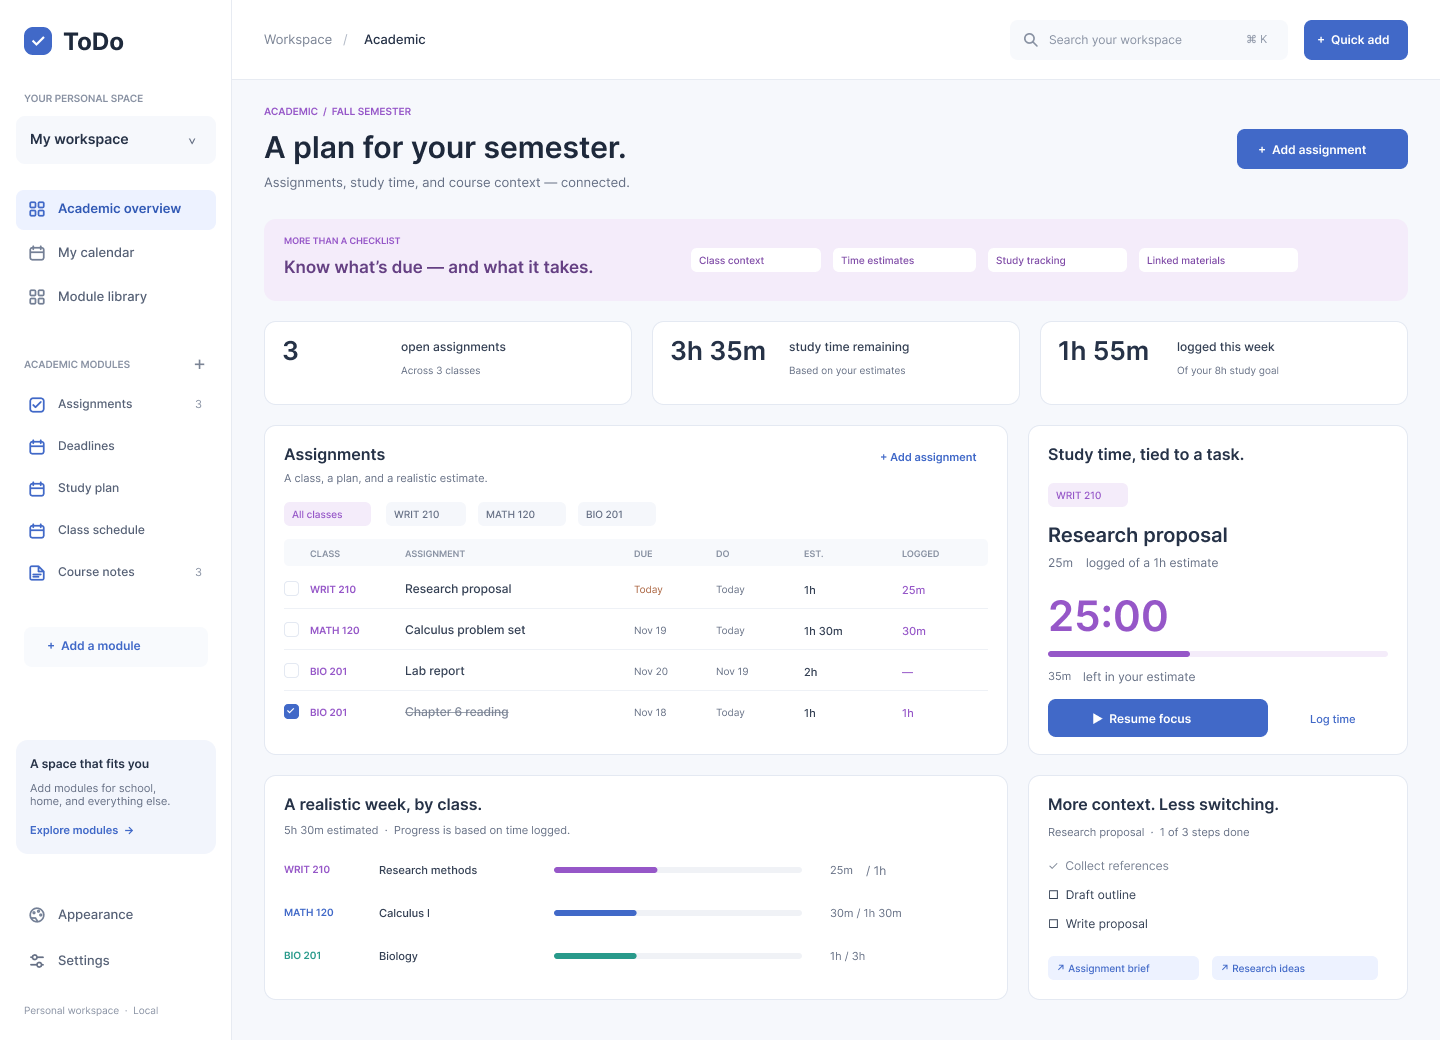 ToDo
YOUR PERSONAL SPACE
My workspace
Academic overview
My calendar
Module library
ACADEMIC MODULES +
Assignments 3
Deadlines
Study plan
Class schedule
Course notes 3
+ Add a module
A space that fits you
Add modules for school,
home, and everything else.
Explore modules →
Appearance
Settings
Personal workspace · Local
Workspace / Academic
Search your workspace ⌘ K
+ Quick add
ACADEMIC / FALL SEMESTER
A plan for your semester.
Assignments, study time, and course context — connected.
+ Add assignment
MORE THAN A CHECKLIST
Know what’s due — and what it takes.
Class context
Time estimates
Study tracking
Linked materials
3 open assignments
Across 3 classes
3h 35m study time remaining
Based on your estimates
1h 55m logged this week
Of your 8h study goal
Assignments
+ Add assignment
A class, a plan, and a realistic estimate.
All classes WRIT 210 MATH 120 BIO 201
CLASS ASSIGNMENT DUE DO EST. LOGGED
WRIT 210 Research proposal Today Today 1h 25m
MATH 120 Calculus problem set Nov 19 Today 1h 30m 30m
BIO 201 Lab report Nov 20 Nov 19 2h —
BIO 201 Chapter 6 reading Nov 18 Today 1h 1h
Study time, tied to a task.
WRIT 210
Research proposal
25m logged of a 1h estimate
25:00
35m left in your estimate
▶ Resume focus
Log time
A realistic week, by class.
5h 30m estimated · Progress is based on time logged.
WRIT 210 Research methods 25m / 1h
MATH 120 Calculus I 30m / 1h 30m
BIO 201 Biology 1h / 3h
More context. Less switching.
Research proposal · 1 of 3 steps done
✓ Collect references
☐ Draft outline
☐ Write proposal
↗ Assignment brief
↗ Research ideas